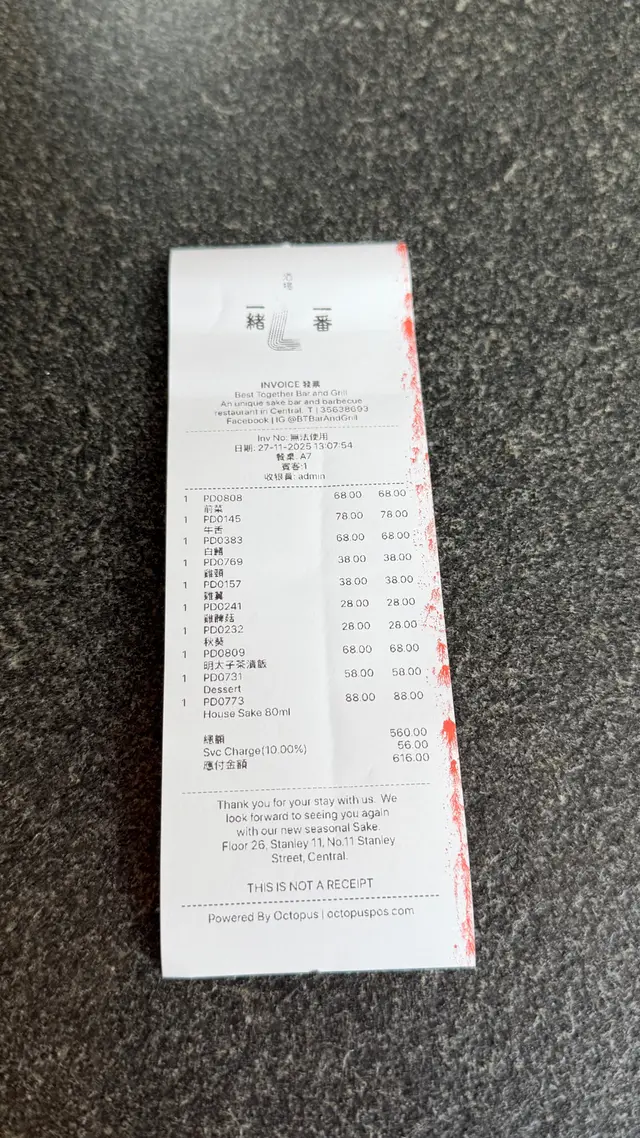 酒場
一緒 一番
INVOICE 發票
Best Together Bar and Grill
An unique sake bar and barbecue
restaurant in Central. T | 35638693
Facebook | IG @BTBarAndGrill
Inv No: 無法使用
日期: 27-11-2025 13:07:54
餐桌: A7
賓客:1
收银員: admin
1 PD0808 68.00 68.00
前菜
1 PD0145 78.00 78.00
牛舌
1 PD0383 68.00 68.00
白鱔
1 PD0769 38.00 38.00
雞頸
1 PD0157 38.00 38.00
雞翼
1 PD0241 28.00 28.00
雞髀菇
1 PD0232 28.00 28.00
秋葵
1 PD0809 68.00 68.00
明太子茶漬飯
1 PD0731 58.00 58.00
Dessert
1 PD0773 88.00 88.00
House Sake 80ml
總額 560.00
Svc Charge(10.00%) 56.00
應付金額 616.00
Thank you for your stay with us. We
look forward to seeing you again
with our new seasonal Sake.
Floor 26, Stanley 11, No.11 Stanley
Street, Central.
THIS IS NOT A RECEIPT
Powered By Octopus | octopuspos.com